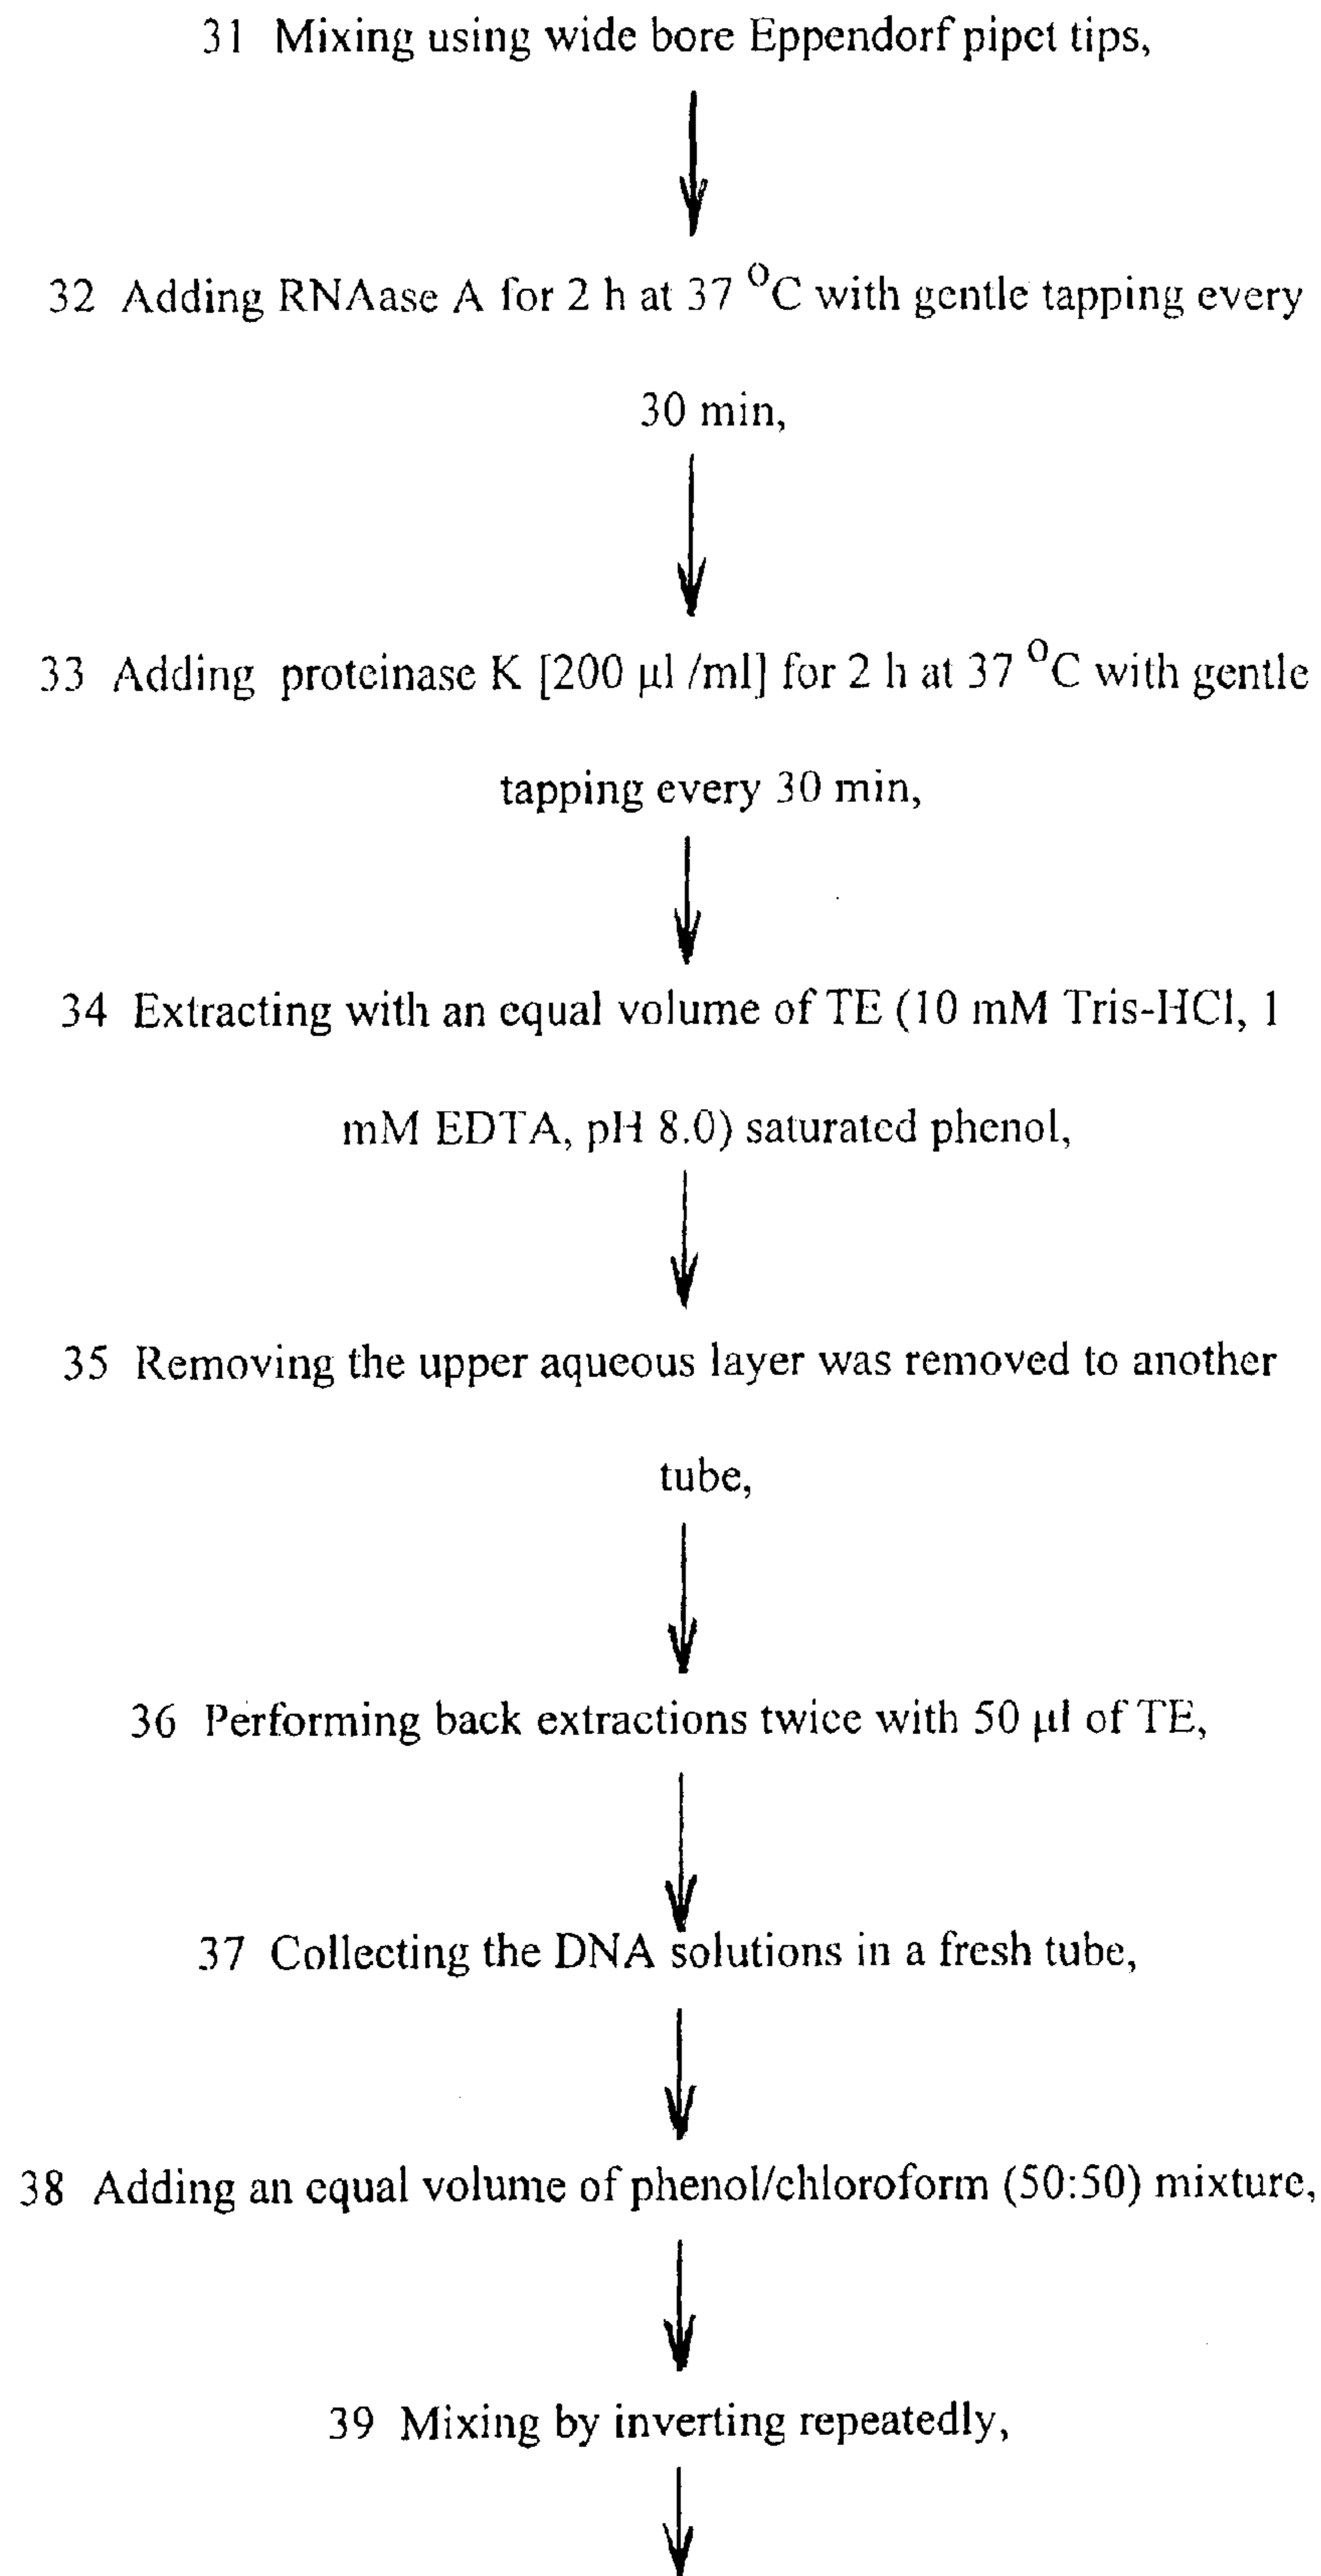 31 Mixing using wide bore Eppendorf pipet tips,
32 Adding RNAase A for 2 h at 37 ⁰C with gentle tapping every
30 min,
33 Adding proteinase K [200 µl /ml] for 2 h at 37 ⁰C with gentle
tapping every 30 min,
34 Extracting with an equal volume of TE (10 mM Tris-HCl, 1
mM EDTA, pH 8.0) saturated phenol,
35 Removing the upper aqueous layer was removed to another
tube,
36 Performing back extractions twice with 50 µl of TE,
37 Collecting the DNA solutions in a fresh tube,
38 Adding an equal volume of phenol/chloroform (50:50) mixture,
39 Mixing by inverting repeatedly,